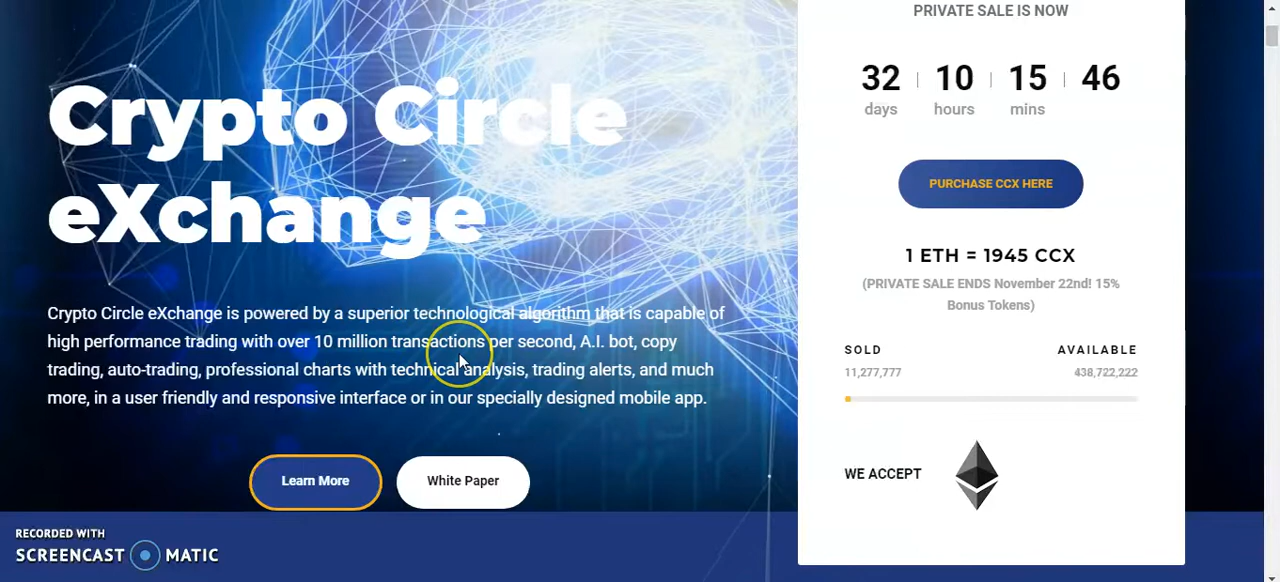 Crypto Circle
eXchange
Crypto Circle eXchange is powered by a superior technological algorithm that is capable of
high performance trading with over 10 million transactions per second, A.I. bot, copy
trading, auto-trading, professional charts with technical analysis, trading alerts, and much
more, in a user friendly and responsive interface or in our specially designed mobile app.
Learn More
White Paper
PRIVATE SALE IS NOW
32 10 15 46
days hours mins
PURCHASE CCX HERE
1 ETH = 1945 CCX
(PRIVATE SALE ENDS November 22nd! 15%
Bonus Tokens)
SOLD AVAILABLE
11,277,777 438,722,222
WE ACCEPT
RECORDED WITH
SCREENCAST MATIC